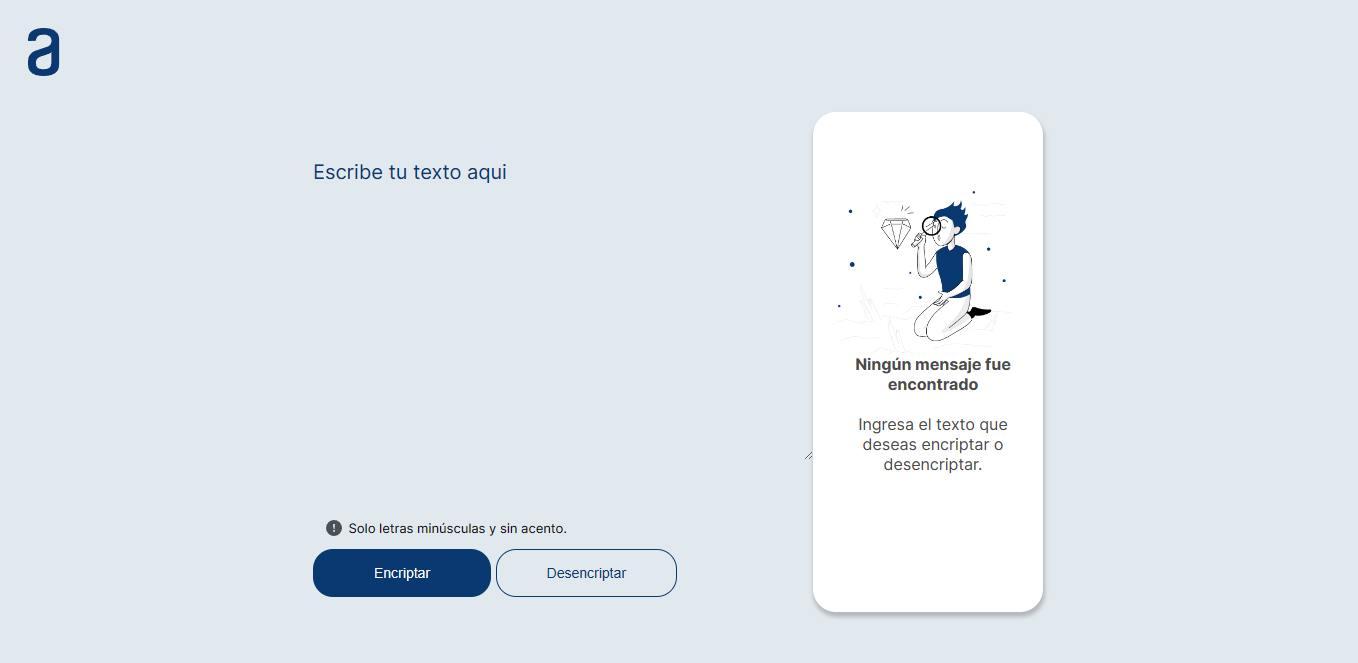 a
Escribe tu texto aqui
Ningún mensaje fue
encontrado
Ingresa el texto que
deseas encriptar o
desencriptar.
! Solo letras minúsculas y sin acento.
Encriptar
Desencriptar